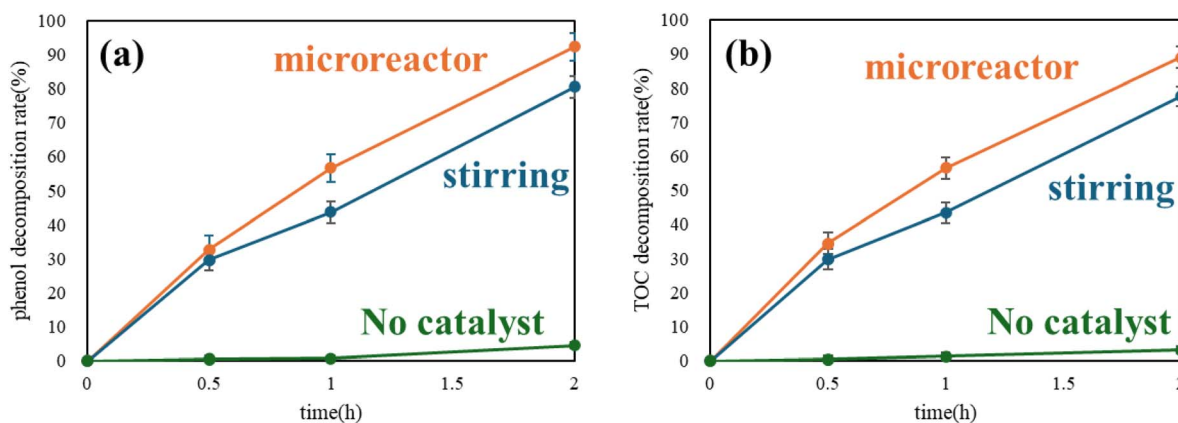 (a)
microreactor
stirring
No catalyst
phenol decomposition rate(%)
100
90
80
70
60
50
40
30
20
10
0
0 0.5 1 1.5 2
time(h)
(b)
microreactor
stirring
No catalyst
TOC decomposition rate(%)
100
90
80
70
60
50
40
30
20
10
0
0 0.5 1 1.5
time(h)